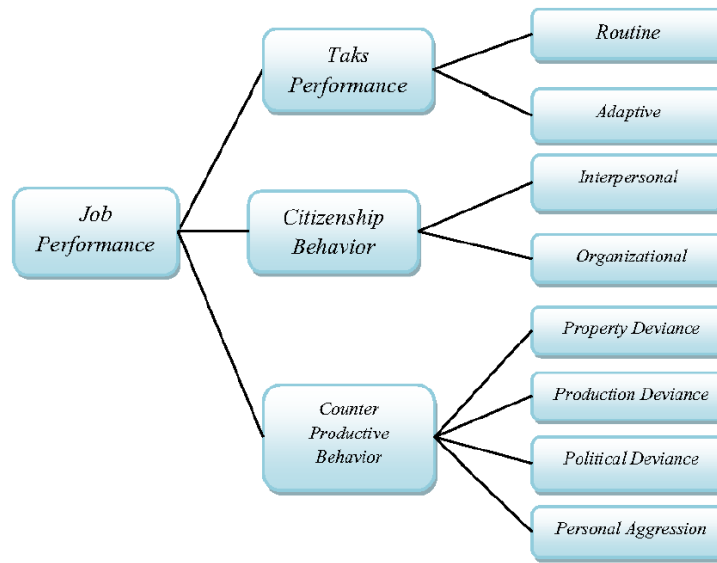 Job
Performance
Taks
Performance
Routine
Adaptive
Citizenship
Behavior
Interpersonal
Organizational
Counter
Productive
Behavior
Property Deviance
Production Deviance
Political Deviance
Personal Aggression